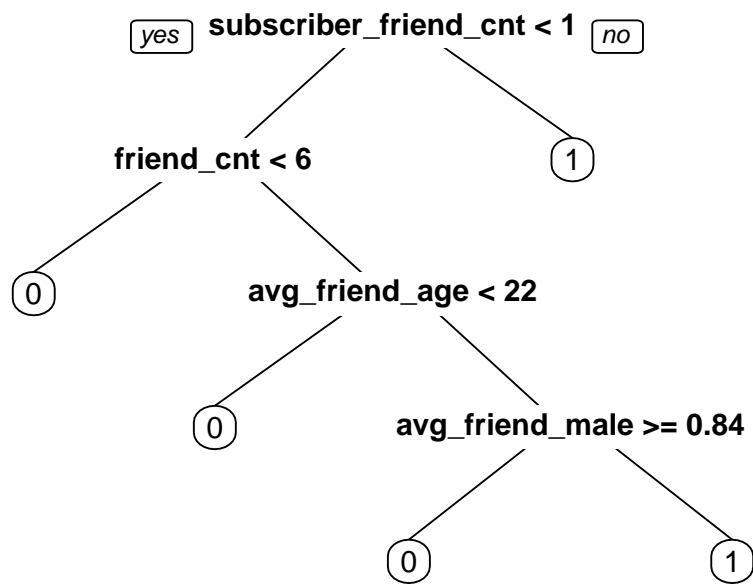 yes subscriber_friend_cnt < 1 no
friend_cnt < 6
1
0
avg_friend_age < 22
0
avg_friend_male >= 0.84
0
1